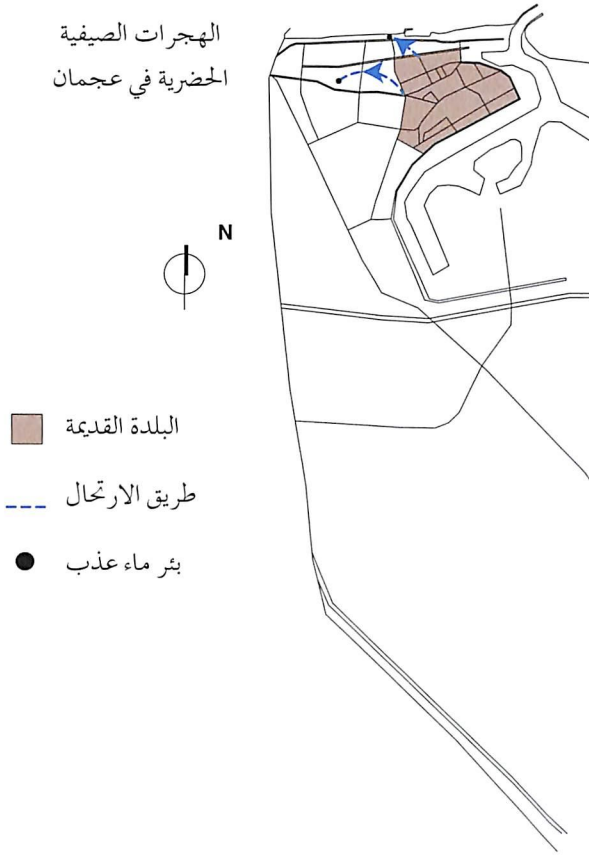 الهجرات الصيفية
الحضرية في عجمان
N
البلدة القديمة
طريق الارتحال
بئر ماء عذب